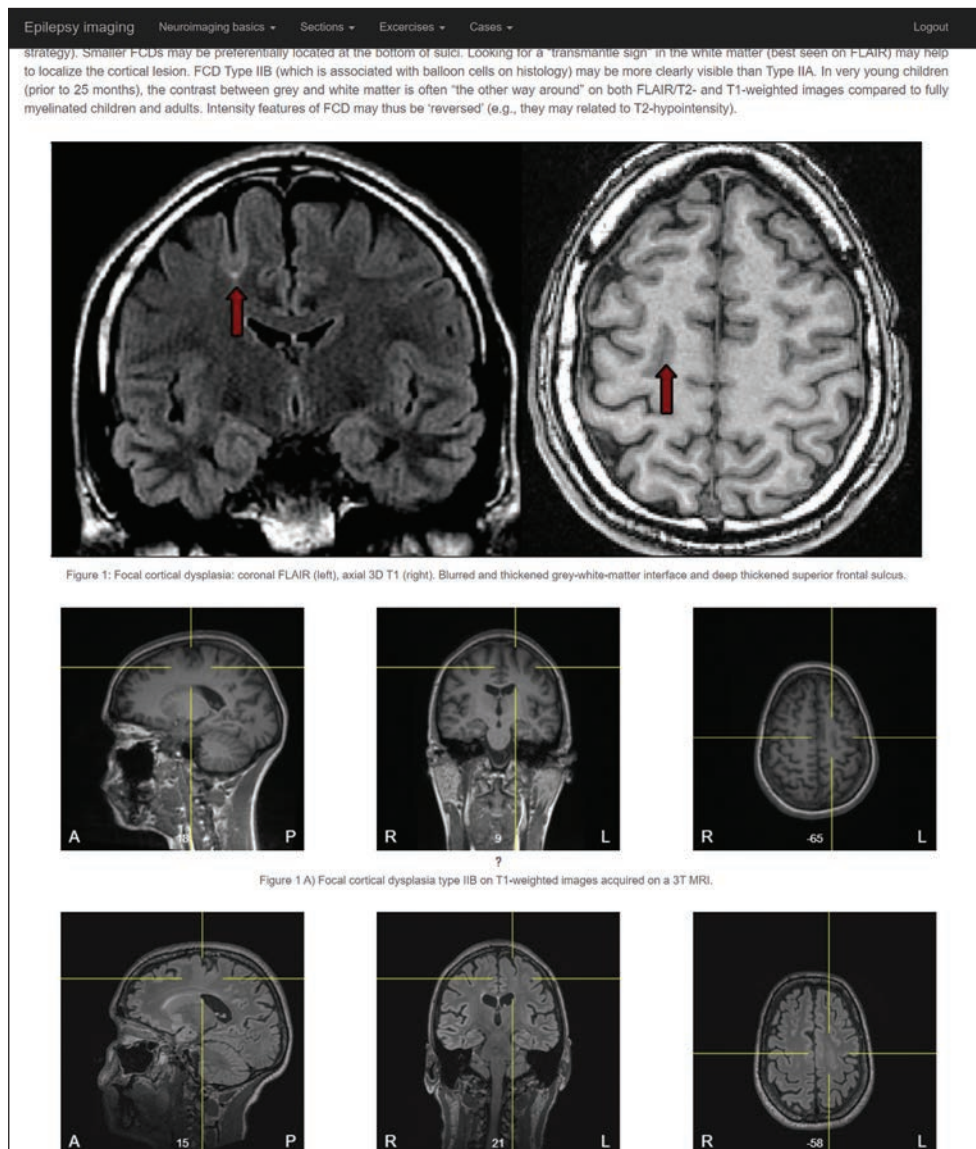 Epilepsy imaging Neuroimaging basics Sections Excercises Cases Logout
strategy). Smaller FCDs may be preferentially located at the bottom of sulci. Looking for a "transmantle sign" in the white matter (best seen on FLAIR) may help
to localize the cortical lesion. FCD Type IIB (which is associated with balloon cells on histology) may be more clearly visible than Type IIA. In very young children
(prior to 25 months), the contrast between grey and white matter is often "the other way around" on both FLAIR/T2- and T1-weighted images compared to fully
myelinated children and adults. Intensity features of FCD may thus be 'reversed' (e.g., they may related to T2-hypointensity).
Figure 1: Focal cortical dysplasia: coronal FLAIR (left), axial 3D T1 (right). Blurred and thickened grey-white-matter interface and deep thickened superior frontal sulcus.
A 18 P R 9 L R -65 L
?
Figure 1 A) Focal cortical dysplasia type IIB on T1-weighted images acquired on a 3T MRI.
A 15 P R 21 L R -58 L